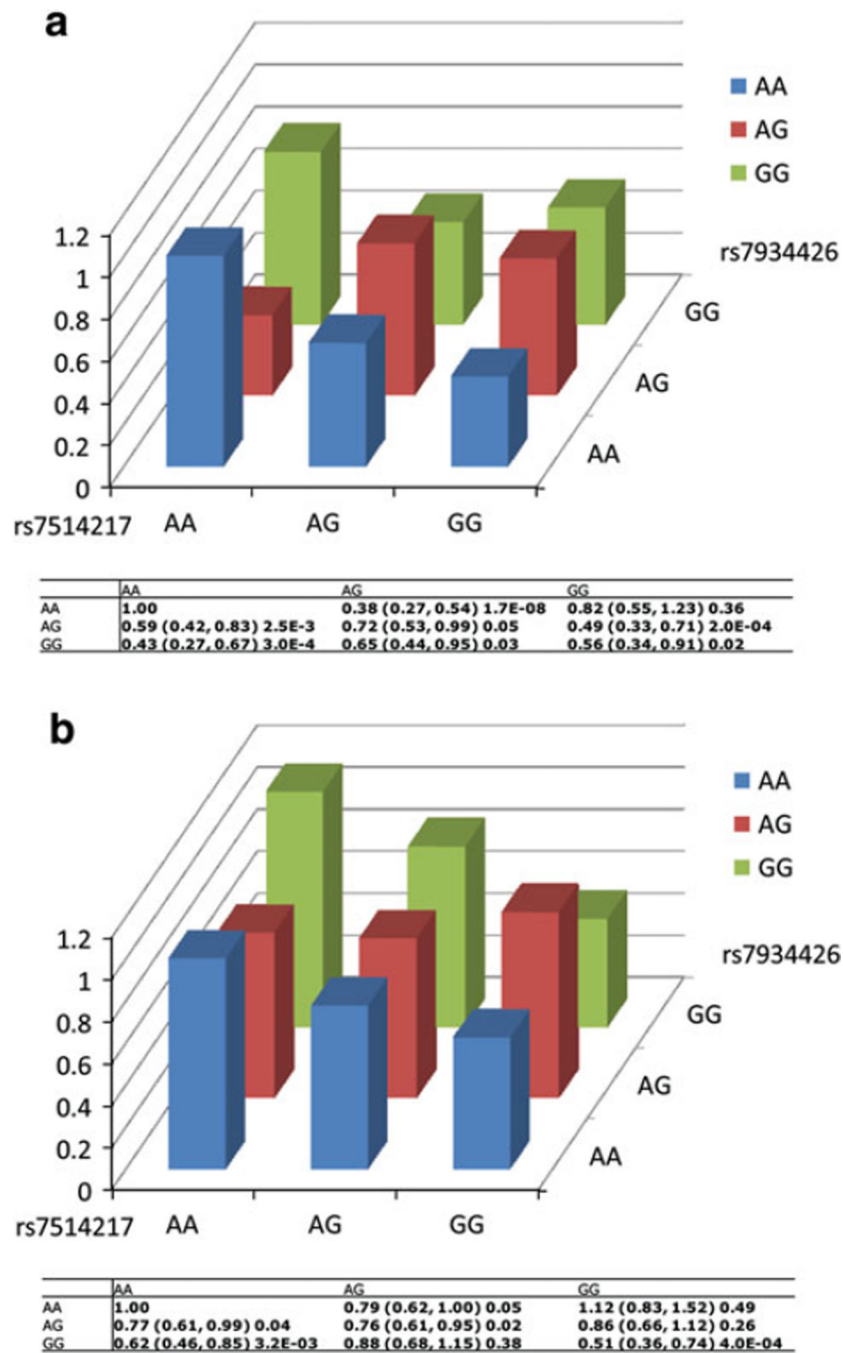 a
AA
AG
GG
1.2
1
0.8
0.6
0.4
0.2
0
rs7934426
GG
AG
AA
rs7514217 AA AG GG
AA AG GG
AA 1.00 0.38 (0.27, 0.54) 1.7E-08 0.82 (0.55, 1.23) 0.36
AG 0.59 (0.42, 0.83) 2.5E-3 0.72 (0.53, 0.99) 0.05 0.49 (0.33, 0.71) 2.0E-04
GG 0.43 (0.27, 0.67) 3.0E-4 0.65 (0.44, 0.95) 0.03 0.56 (0.34, 0.91) 0.02
b
AA
AG
GG
1.2
1
0.8
0.6
0.4
0.2
0
rs7934426
GG
AG
AA
rs7514217 AA AG GG
AA AG GG
AA 1.00 0.79 (0.62, 1.00) 0.05 1.12 (0.83, 1.52) 0.49
AG 0.77 (0.61, 0.99) 0.04 0.76 (0.61, 0.95) 0.02 0.86 (0.66, 1.12) 0.26
GG 0.62 (0.46, 0.85) 3.2E-03 0.88 (0.68, 1.15) 0.38 0.51 (0.36, 0.74) 4.0E-04